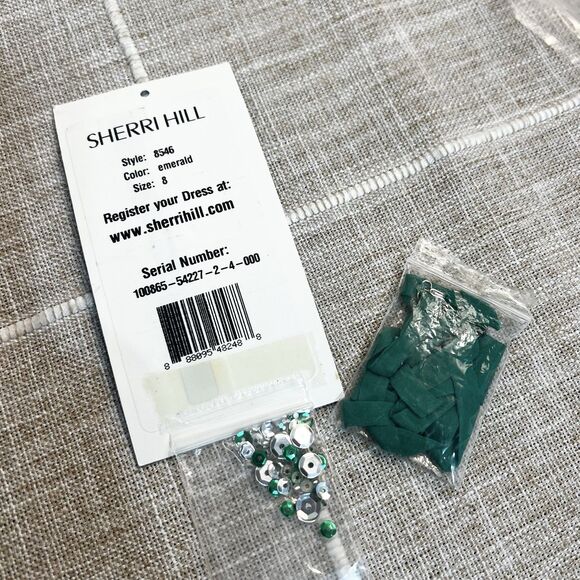 SHERRI HILL
Style: 8546
Color: emerald
Size: 8
Register your Dress at:
www.sherrihill.com
Serial Number:
100865-54227-2-4-000
8 88095 48248 8